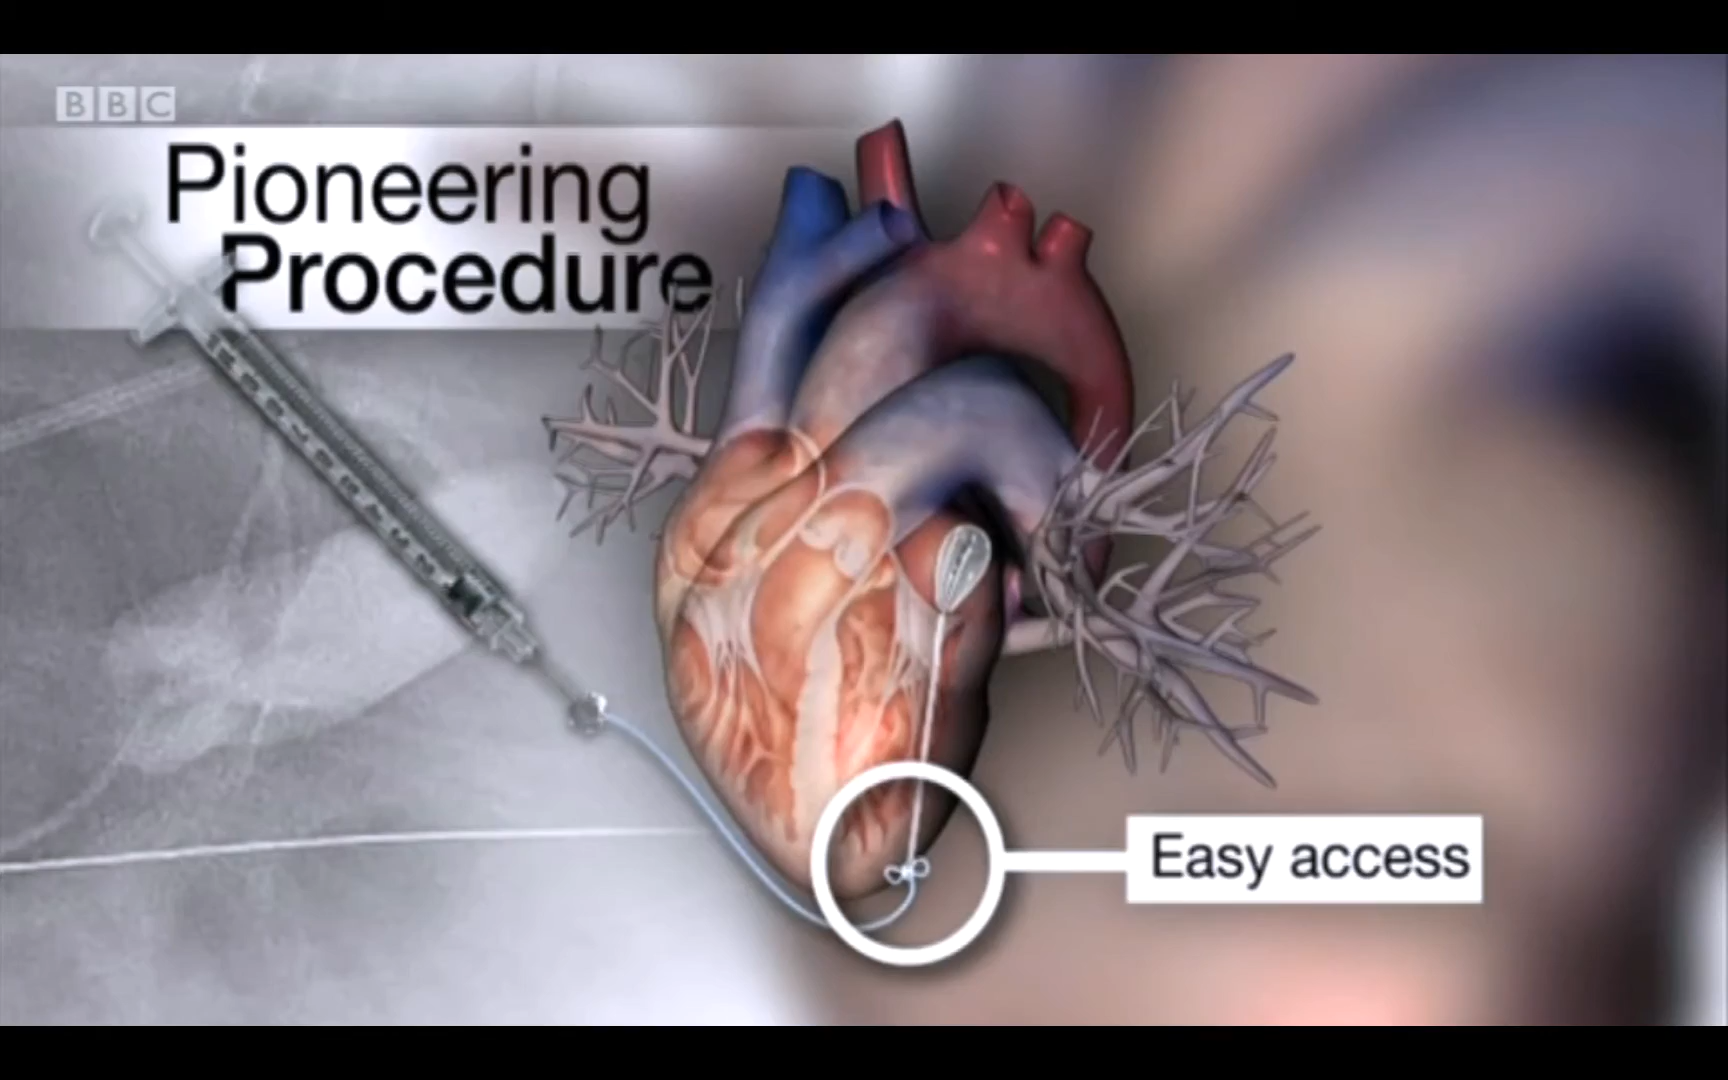 BBC
Pioneering
Procedure
Easy access